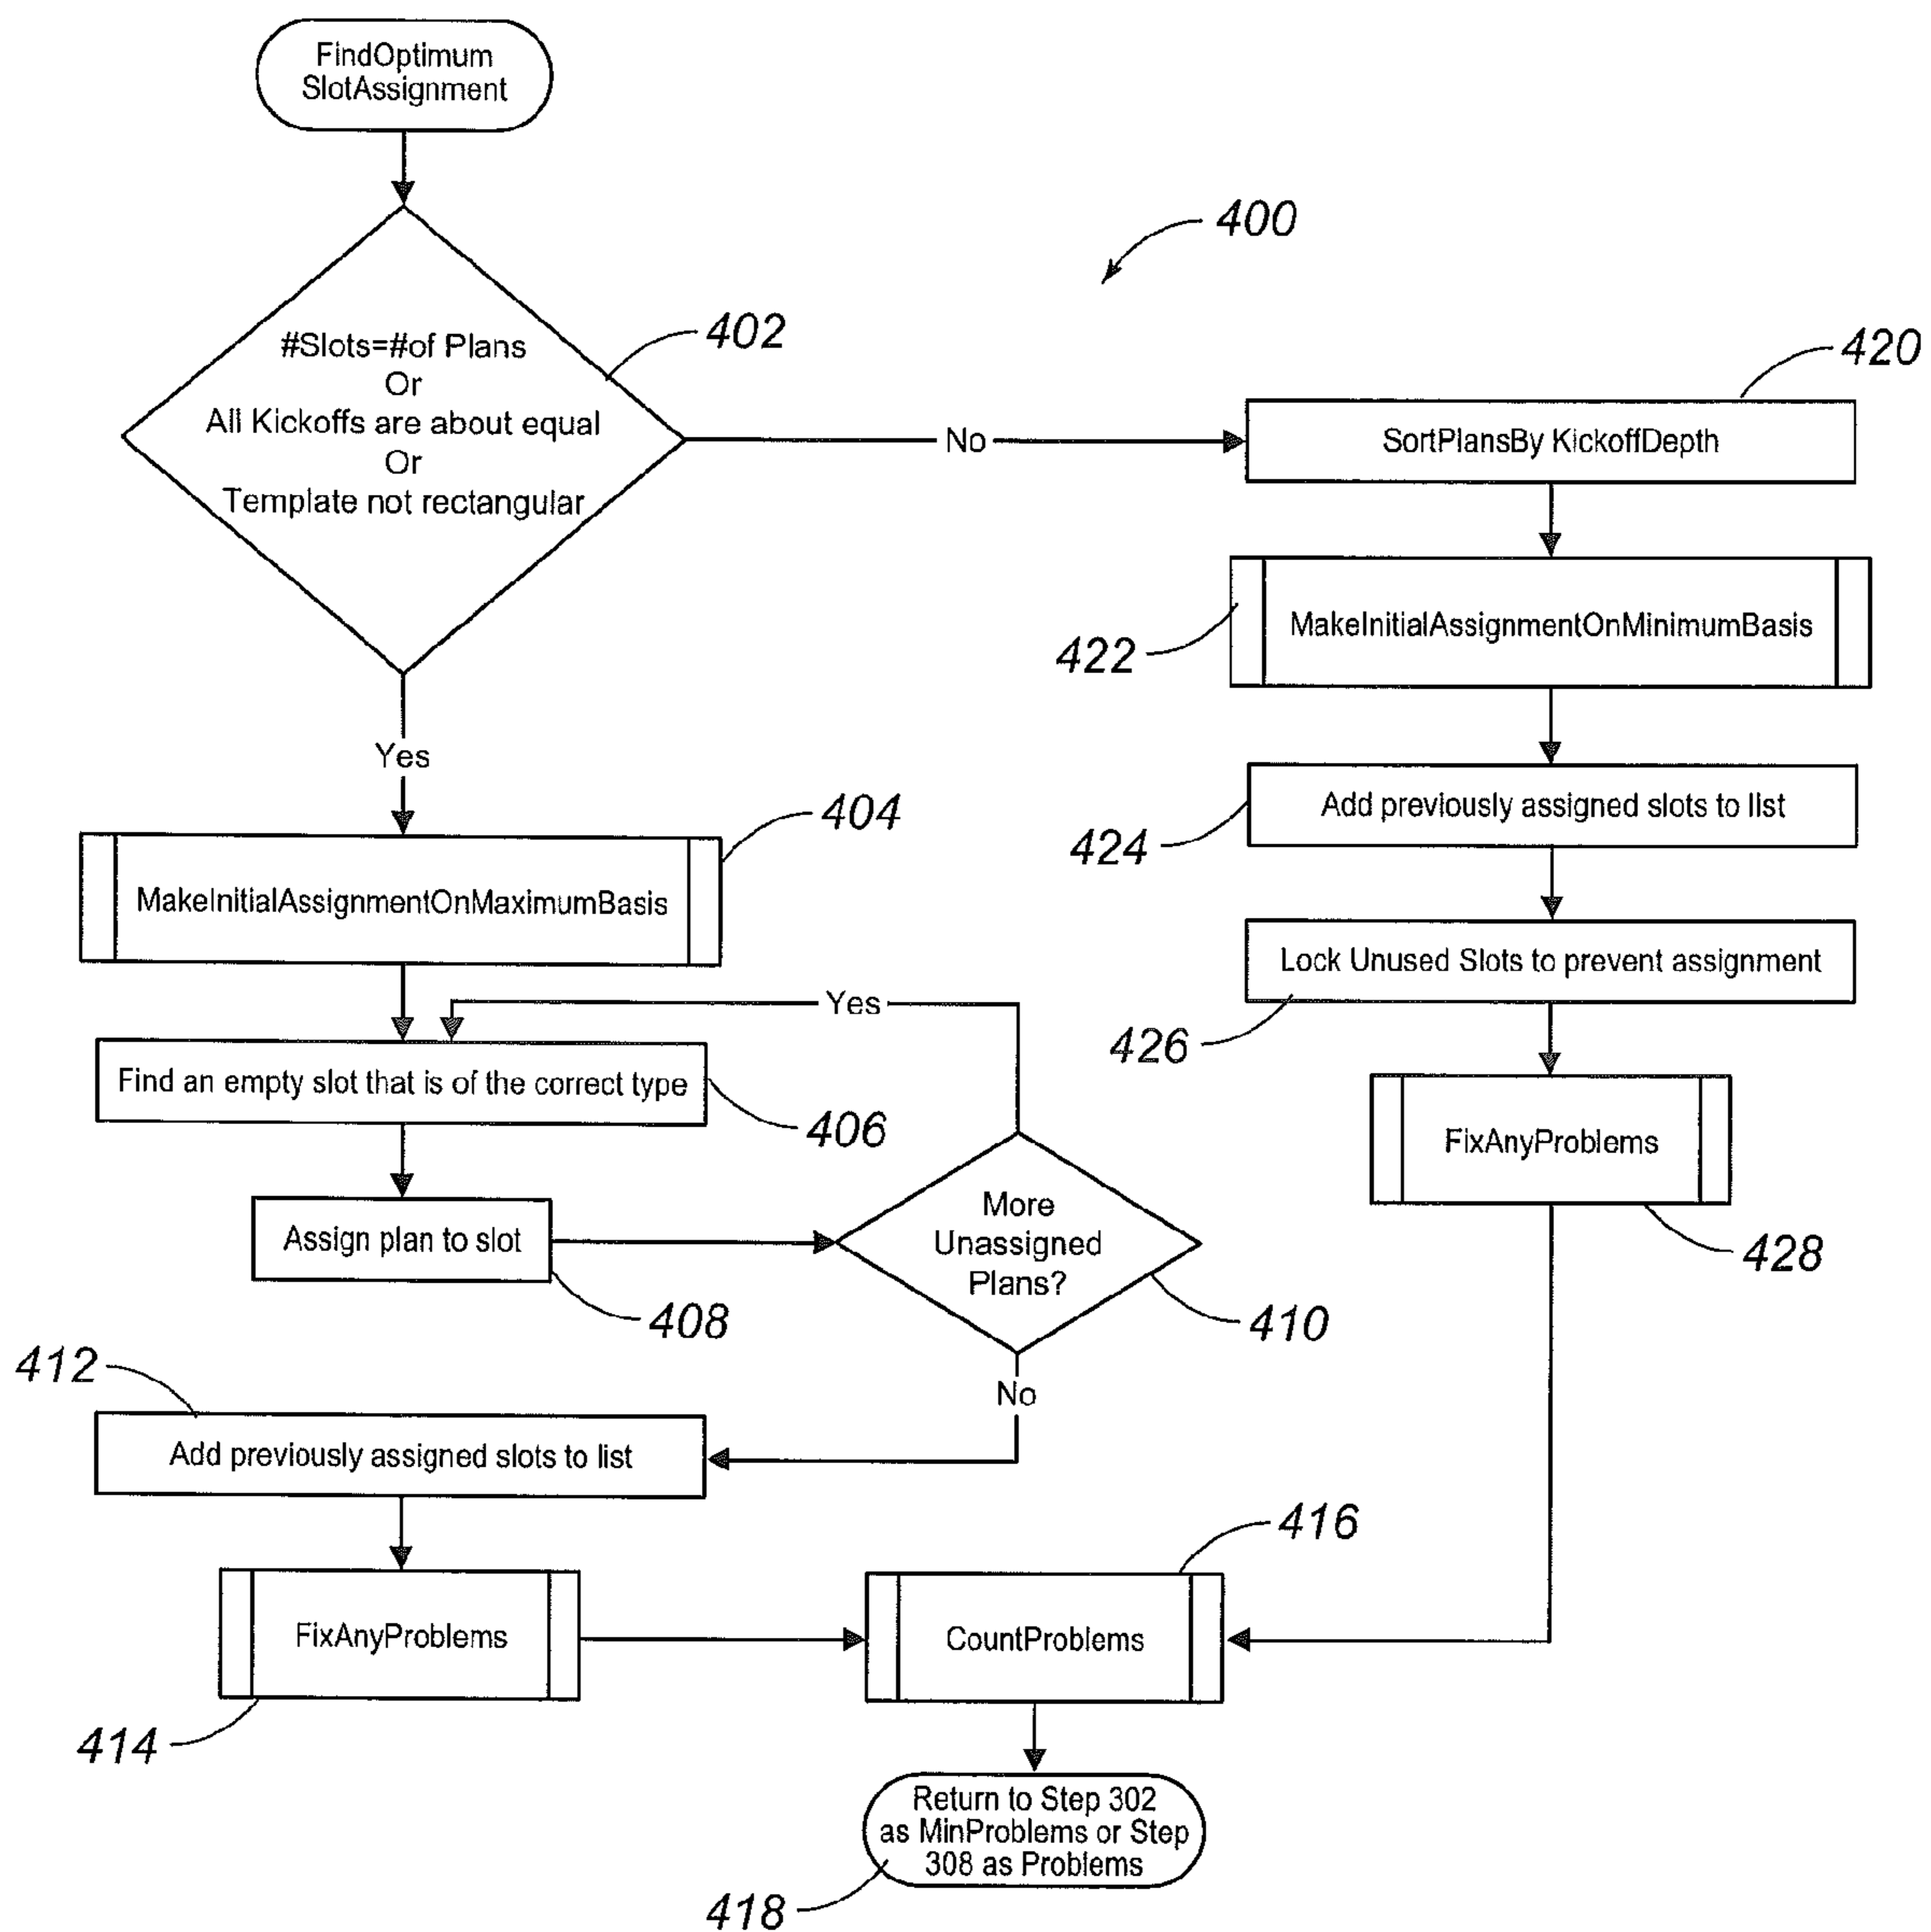 FindOptimum
SlotAssignment
400
#Slots=#of Plans
Or
All Kickoffs are about equal
Or
Template not rectangular
402
No
Yes
420
SortPlansBy KickoffDepth
MakeInitialAssignmentOnMinimumBasis
422
Add previously assigned slots to list
424
Lock Unused Slots to prevent assignment
426
FixAnyProblems
428
404
MakeInitialAssignmentOnMaximumBasis
Yes
Find an empty slot that is of the correct type
406
Assign plan to slot
408
More
Unassigned
Plans?
410
No
412
Add previously assigned slots to list
FixAnyProblems
414
416
CountProblems
Return to Step 302
as MinProblems or Step
308 as Problems
418